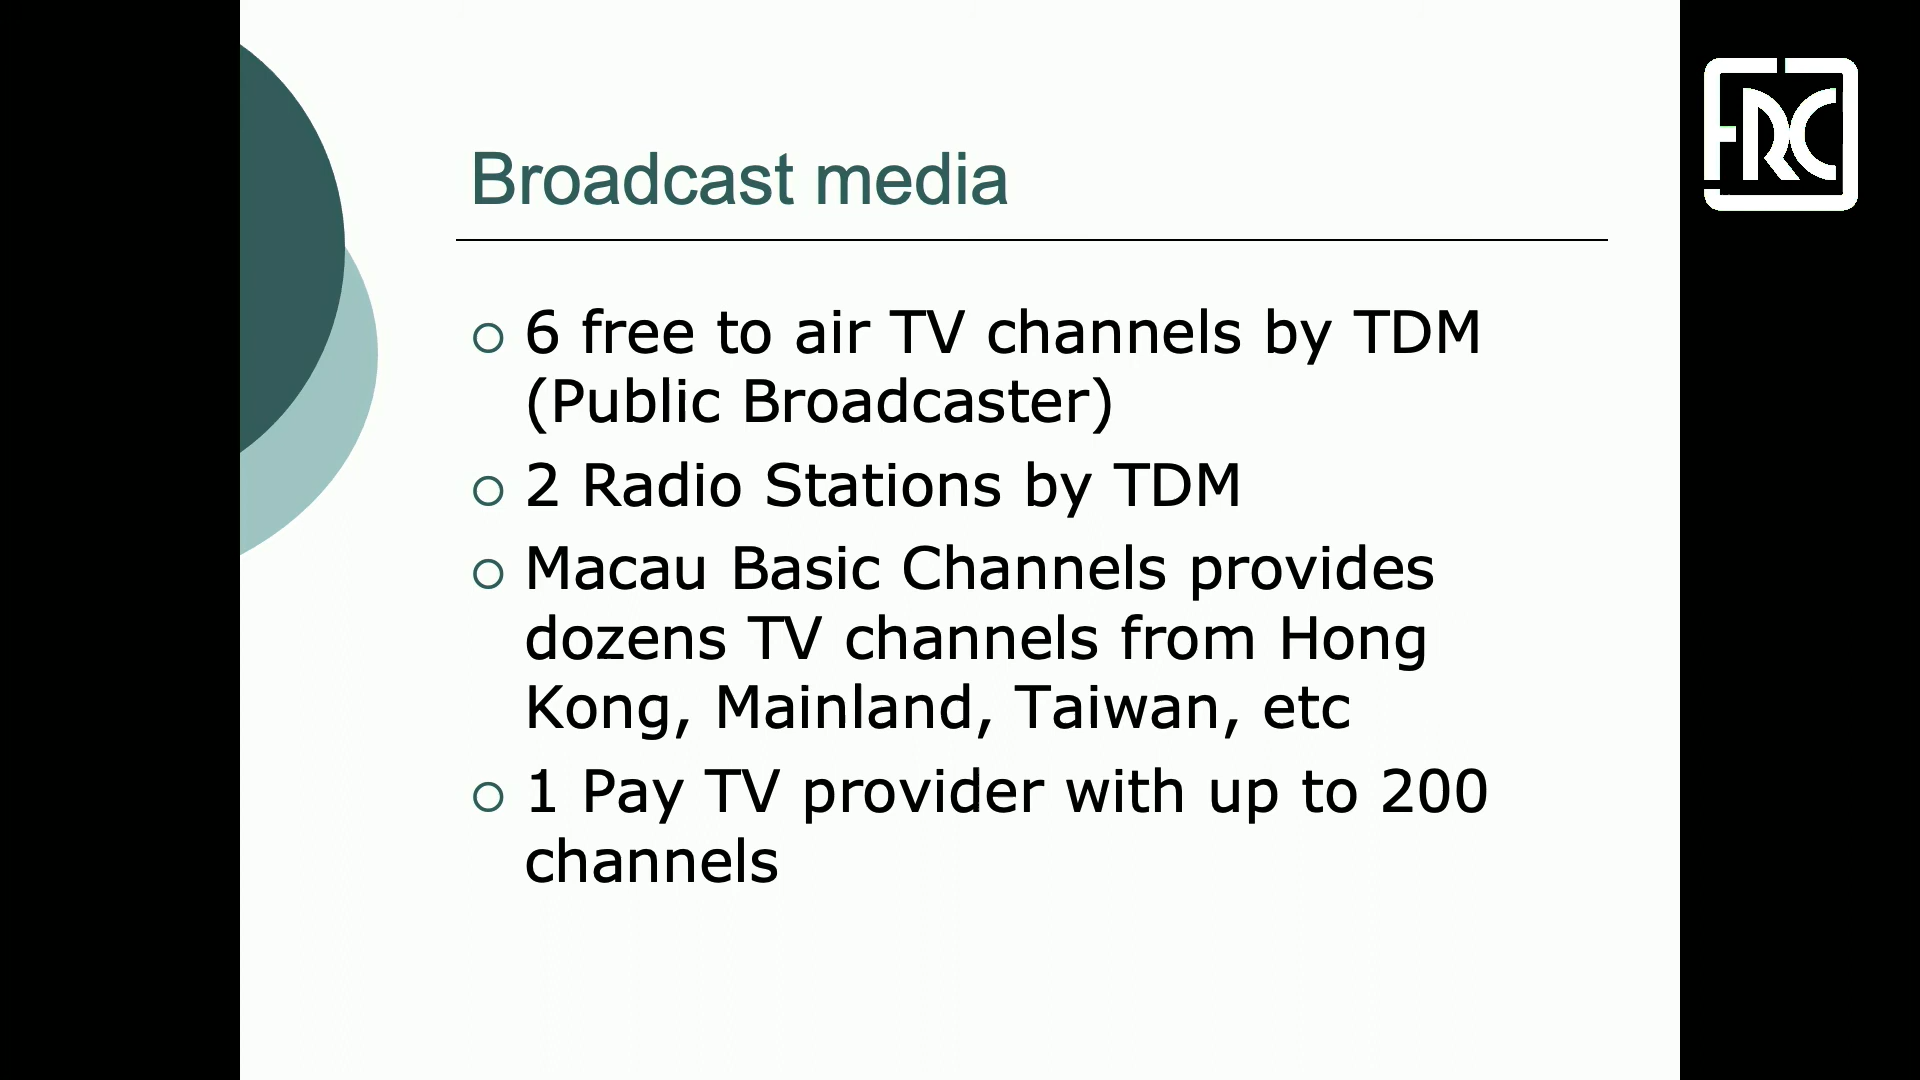 FRC
Broadcast media
6 free to air TV channels by TDM
(Public Broadcaster)
2 Radio Stations by TDM
Macau Basic Channels provides
dozens TV channels from Hong
Kong, Mainland, Taiwan, etc
1 Pay TV provider with up to 200
channels